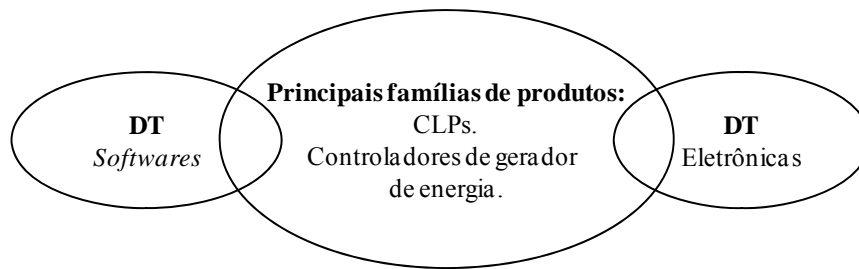 DT
Softwares
Principais famílias de produtos:
CLPs.
Controladores de gerador
de energia.
DT
Eletrônicas